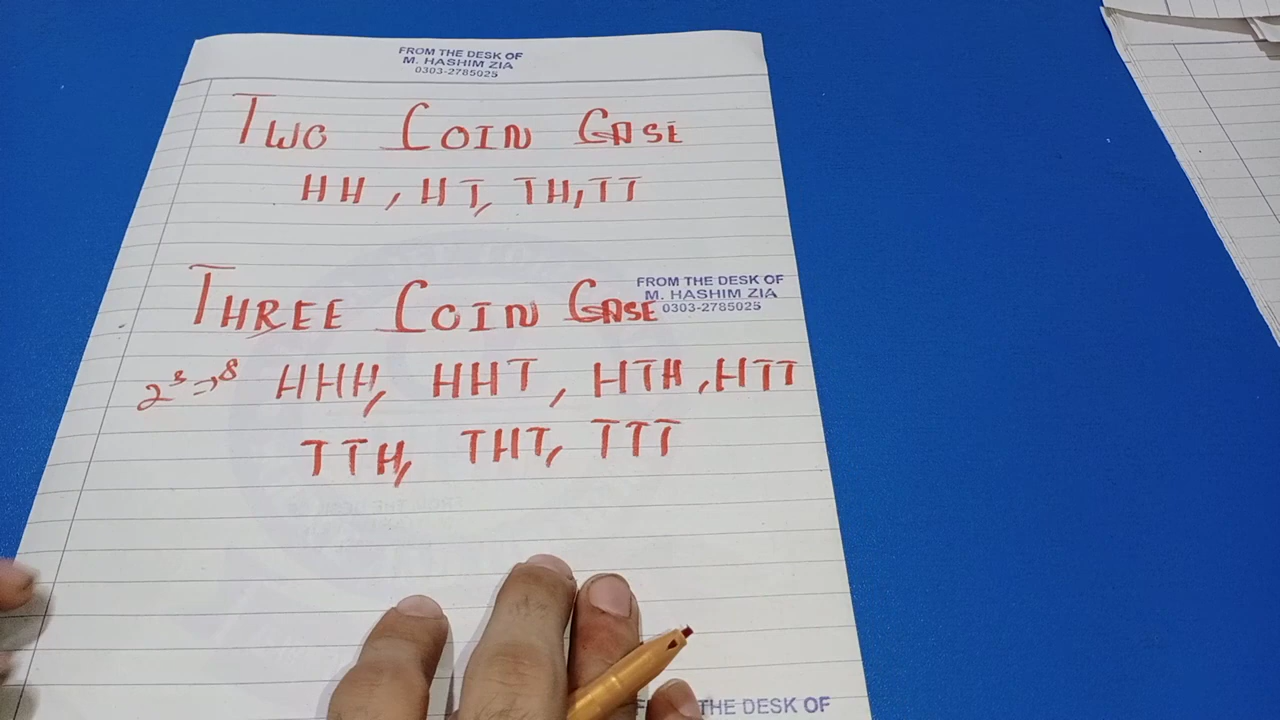 FROM THE DESK OF
M. HASHIM ZIA
0303-2785025
TWO COIN CASE
HH, HT, TH, TT
FROM THE DESK OF
M. HASHIM ZIA
0303-2785025
THREE COIN CASE
2³ → 8 HHH, HHT, HTH, HTT
TTH, THT, TTT
THE DESK OF